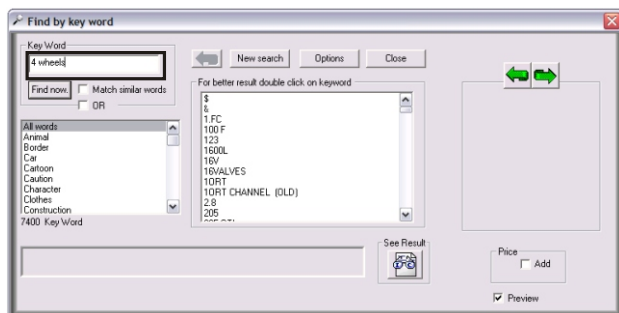 Find by key word
Key Word
4 wheels
New search
Options
Close
Find now.
Match similar words
OR
For better result double click on keyword
All words
Animal
Border
Car
Cartoon
Caution
Character
Clothes
Construction
7400 Key Word
$
&
1.FC
100 F
123
1600L
16V
16VALVES
1ORT
1ORT CHANNEL (OLD)
2.8
205
See Result
Price
Add
Preview